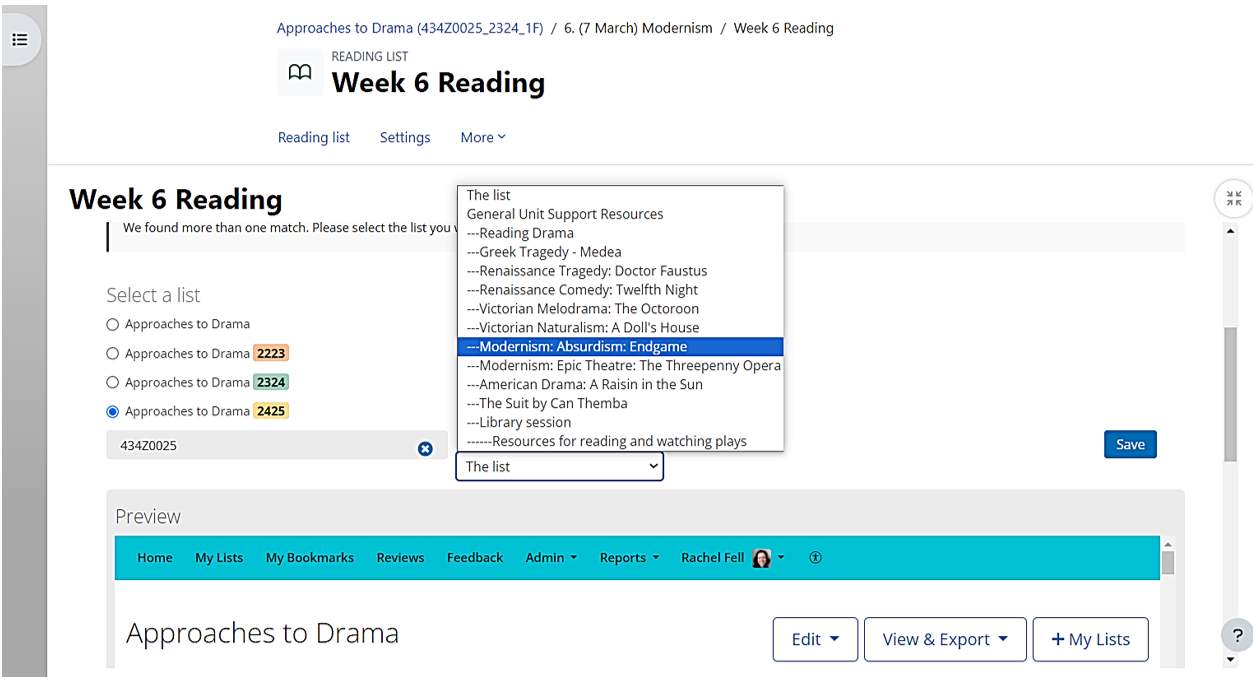 Approaches to Drama (434Z0025_2324_1F) / 6. (7 March) Modernism / Week 6 Reading
READING LIST
Week 6 Reading
Reading list Settings More
Week 6 Reading
We found more than one match. Please select the list you
The list
General Unit Support Resources
---Reading Drama
---Greek Tragedy - Medea
---Renaissance Tragedy: Doctor Faustus
---Renaissance Comedy: Twelfth Night
---Victorian Melodrama: The Octoroon
---Victorian Naturalism: A Doll's House
---Modernism: Absurdism: Endgame
---Modernism: Epic Theatre: The Threepenny Opera
---American Drama: A Raisin in the Sun
---The Suit by Can Themba
---Library session
------Resources for reading and watching plays
Select a list
Approaches to Drama
Approaches to Drama 2223
Approaches to Drama 2324
Approaches to Drama 2425
434Z0025
The list
Save
Preview
Home My Lists My Bookmarks Reviews Feedback Admin Reports Rachel Fell
Approaches to Drama
Edit View & Export + My Lists
?